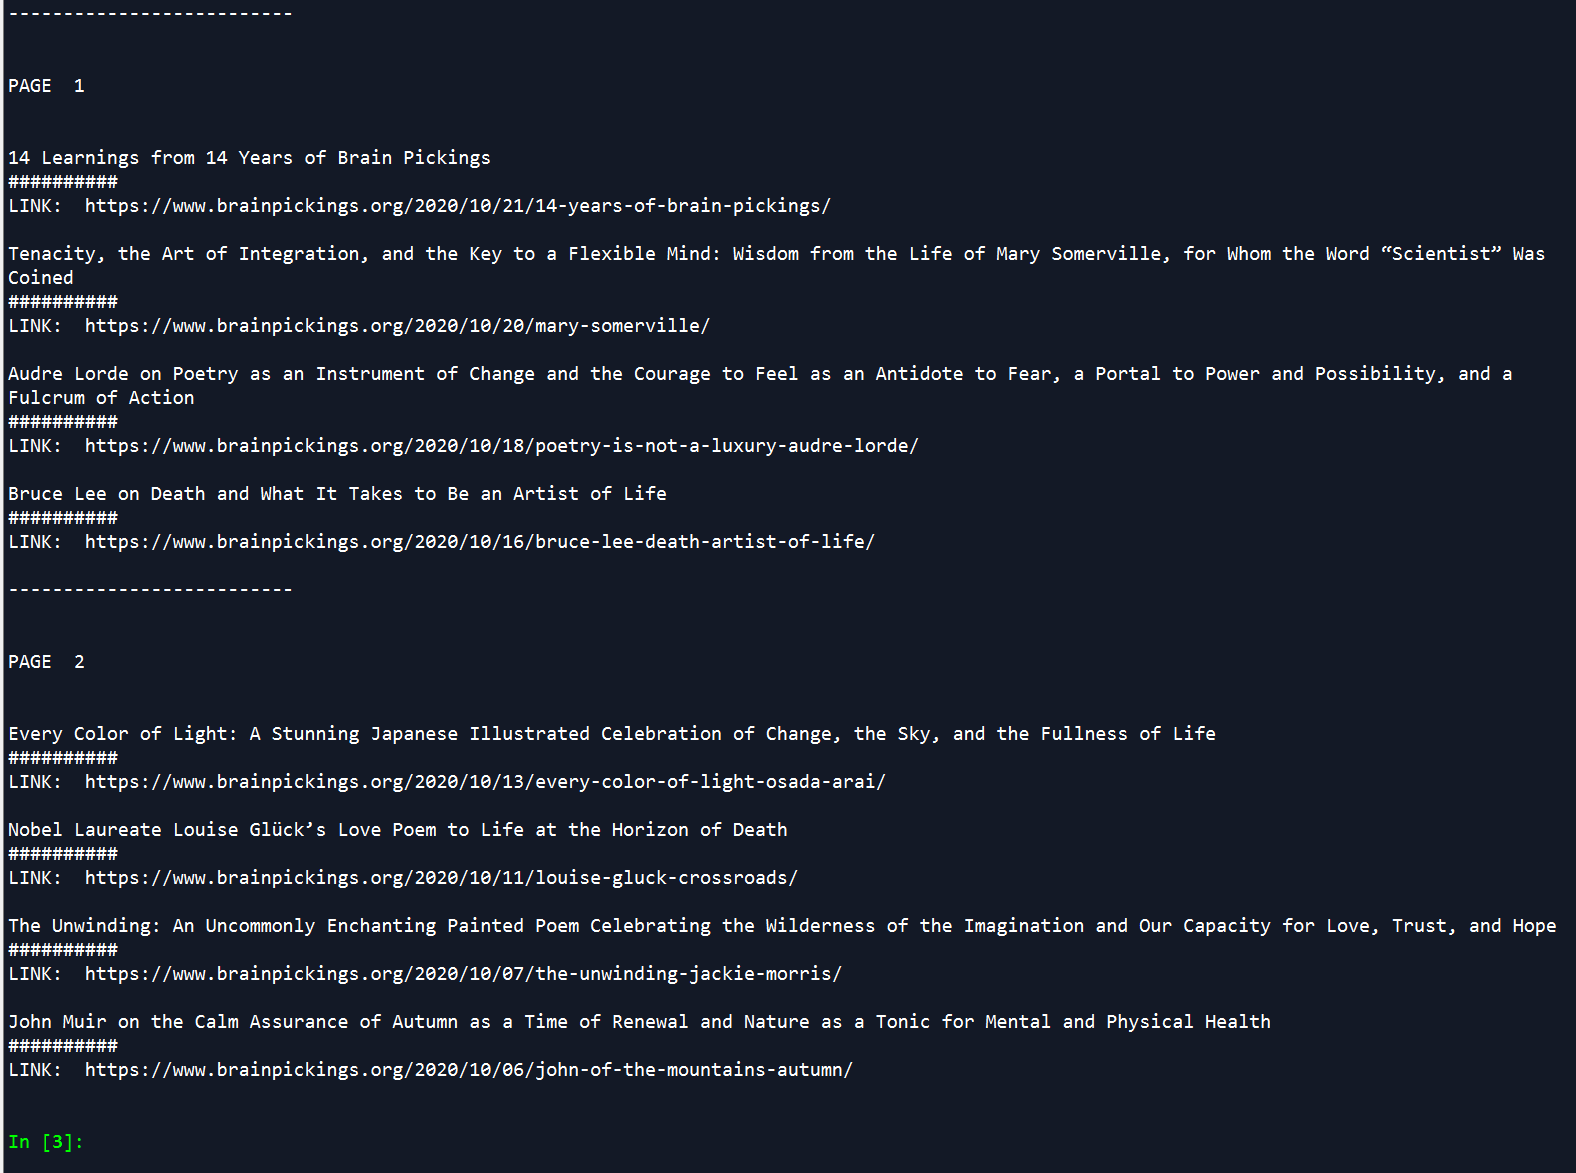 --------------------------
PAGE  1
14 Learnings from 14 Years of Brain Pickings
##########
LINK:  https://www.brainpickings.org/2020/10/21/14-years-of-brain-pickings/
Tenacity, the Art of Integration, and the Key to a Flexible Mind: Wisdom from the Life of Mary Somerville, for Whom the Word “Scientist” Was
Coined
##########
LINK:  https://www.brainpickings.org/2020/10/20/mary-somerville/
Audre Lorde on Poetry as an Instrument of Change and the Courage to Feel as an Antidote to Fear, a Portal to Power and Possibility, and a
Fulcrum of Action
##########
LINK:  https://www.brainpickings.org/2020/10/18/poetry-is-not-a-luxury-audre-lorde/
Bruce Lee on Death and What It Takes to Be an Artist of Life
##########
LINK:  https://www.brainpickings.org/2020/10/16/bruce-lee-death-artist-of-life/
--------------------------
PAGE  2
Every Color of Light: A Stunning Japanese Illustrated Celebration of Change, the Sky, and the Fullness of Life
##########
LINK:  https://www.brainpickings.org/2020/10/13/every-color-of-light-osada-arai/
Nobel Laureate Louise Glück’s Love Poem to Life at the Horizon of Death
##########
LINK:  https://www.brainpickings.org/2020/10/11/louise-gluck-crossroads/
The Unwinding: An Uncommonly Enchanting Painted Poem Celebrating the Wilderness of the Imagination and Our Capacity for Love, Trust, and Hope
##########
LINK:  https://www.brainpickings.org/2020/10/07/the-unwinding-jackie-morris/
John Muir on the Calm Assurance of Autumn as a Time of Renewal and Nature as a Tonic for Mental and Physical Health
##########
LINK:  https://www.brainpickings.org/2020/10/06/john-of-the-mountains-autumn/
In [3]: